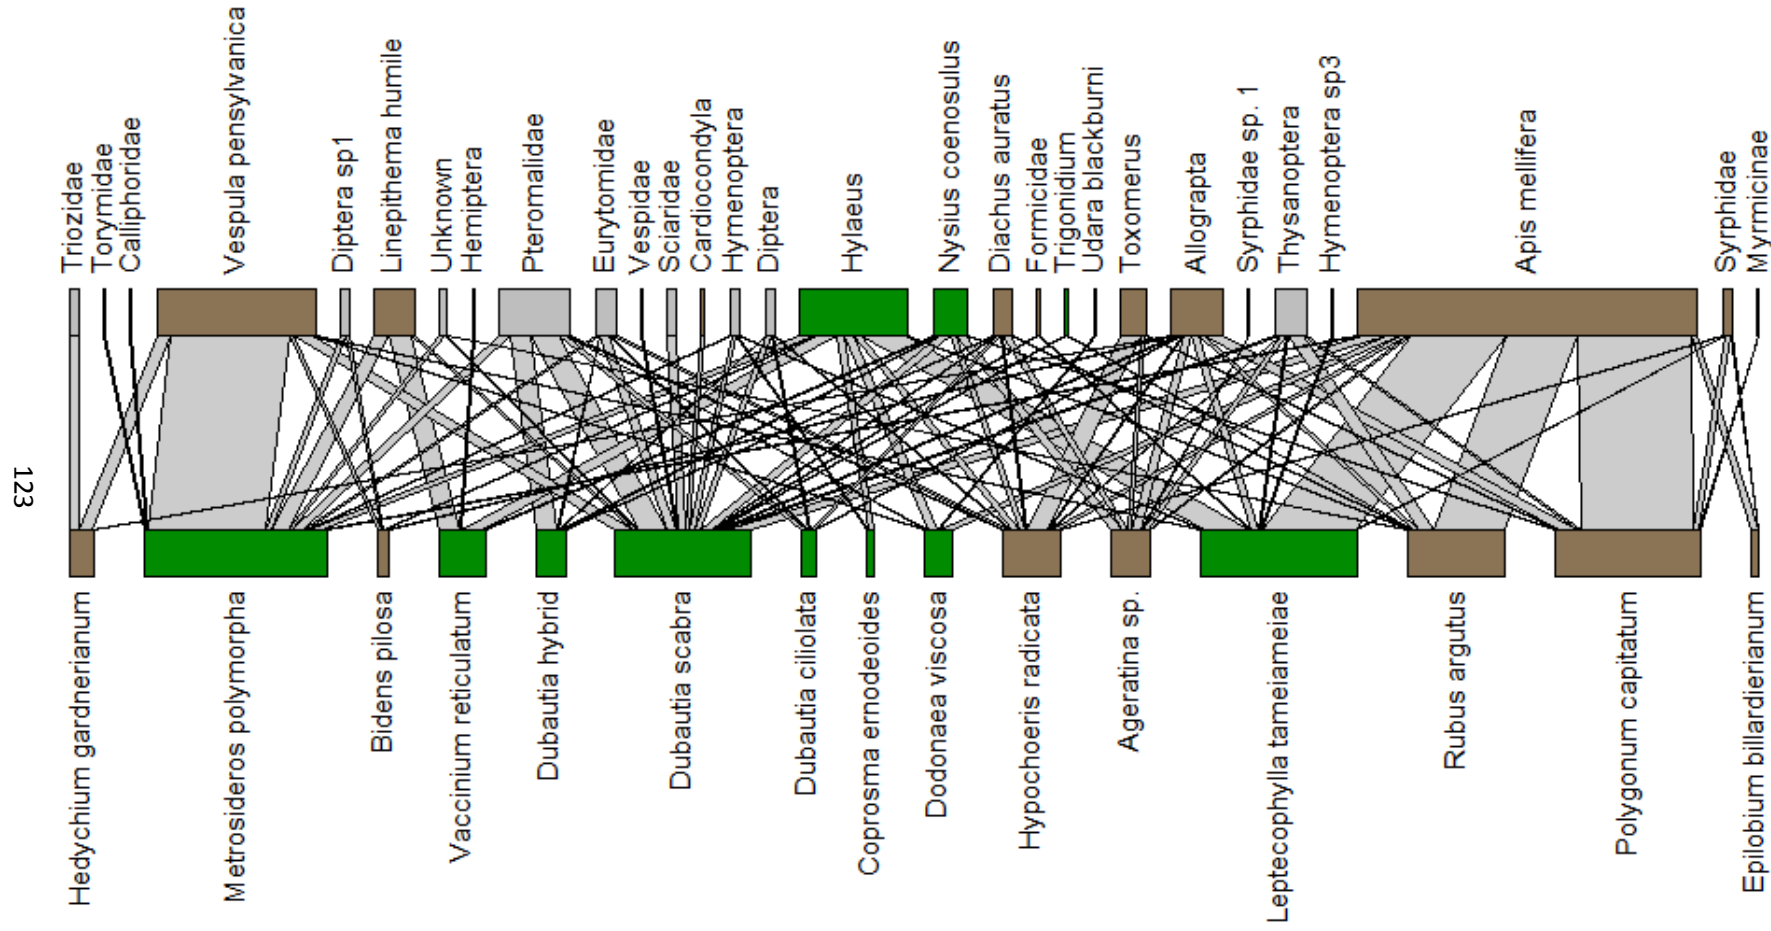 Triozidae
Torymidae
Calliphoridae
Vespula pensylvanica
Diptera sp1
Linepithema humile
Unknown
Hemiptera
Pteromalidae
Eurytomidae
Vespidae
Sciaridae
Cardiocondyla
Hymenoptera
Diptera
Hylaeus
Nysius coenosulus
Diachus auratus
Formicidae
Trigonidium
Udara blackburni
Toxomerus
Allograpta
Syrphidae sp. 1
Thysanoptera
Hymenoptera sp3
Apis mellifera
Syrphidae
Myrmicinae
123
Hedychium gardnerianum
Metrosideros polymorpha
Bidens pilosa
Vaccinium reticulatum
Dubautia hybrid
Dubautia scabra
Dubautia ciliolata
Coprosma ernodeoides
Dodonaea viscosa
Hypochoeris radicata
Ageratina sp.
Leptecophylla tameiameiae
Rubus argutus
Polygonum capitatum
Epilobium billardierianum